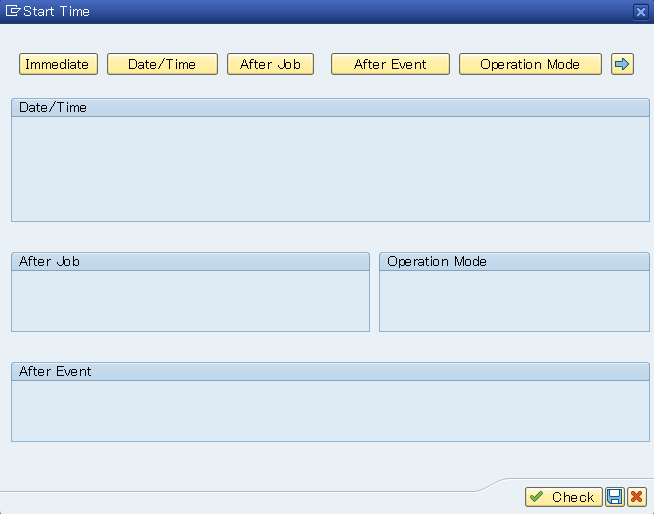 Start Time
Immediate Date/Time After Job After Event Operation Mode
Date/Time
After Job Operation Mode
After Event
Check